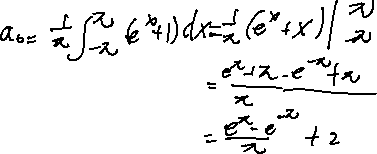 a₀= 1/π ∫_{-π}^{π} (e^x+1) dx = 1/π (e^x+x) |_{-π}^{π}
= (e^π+π-e^{-π}+π)/π
= (e^π-e^{-π})/π + 2